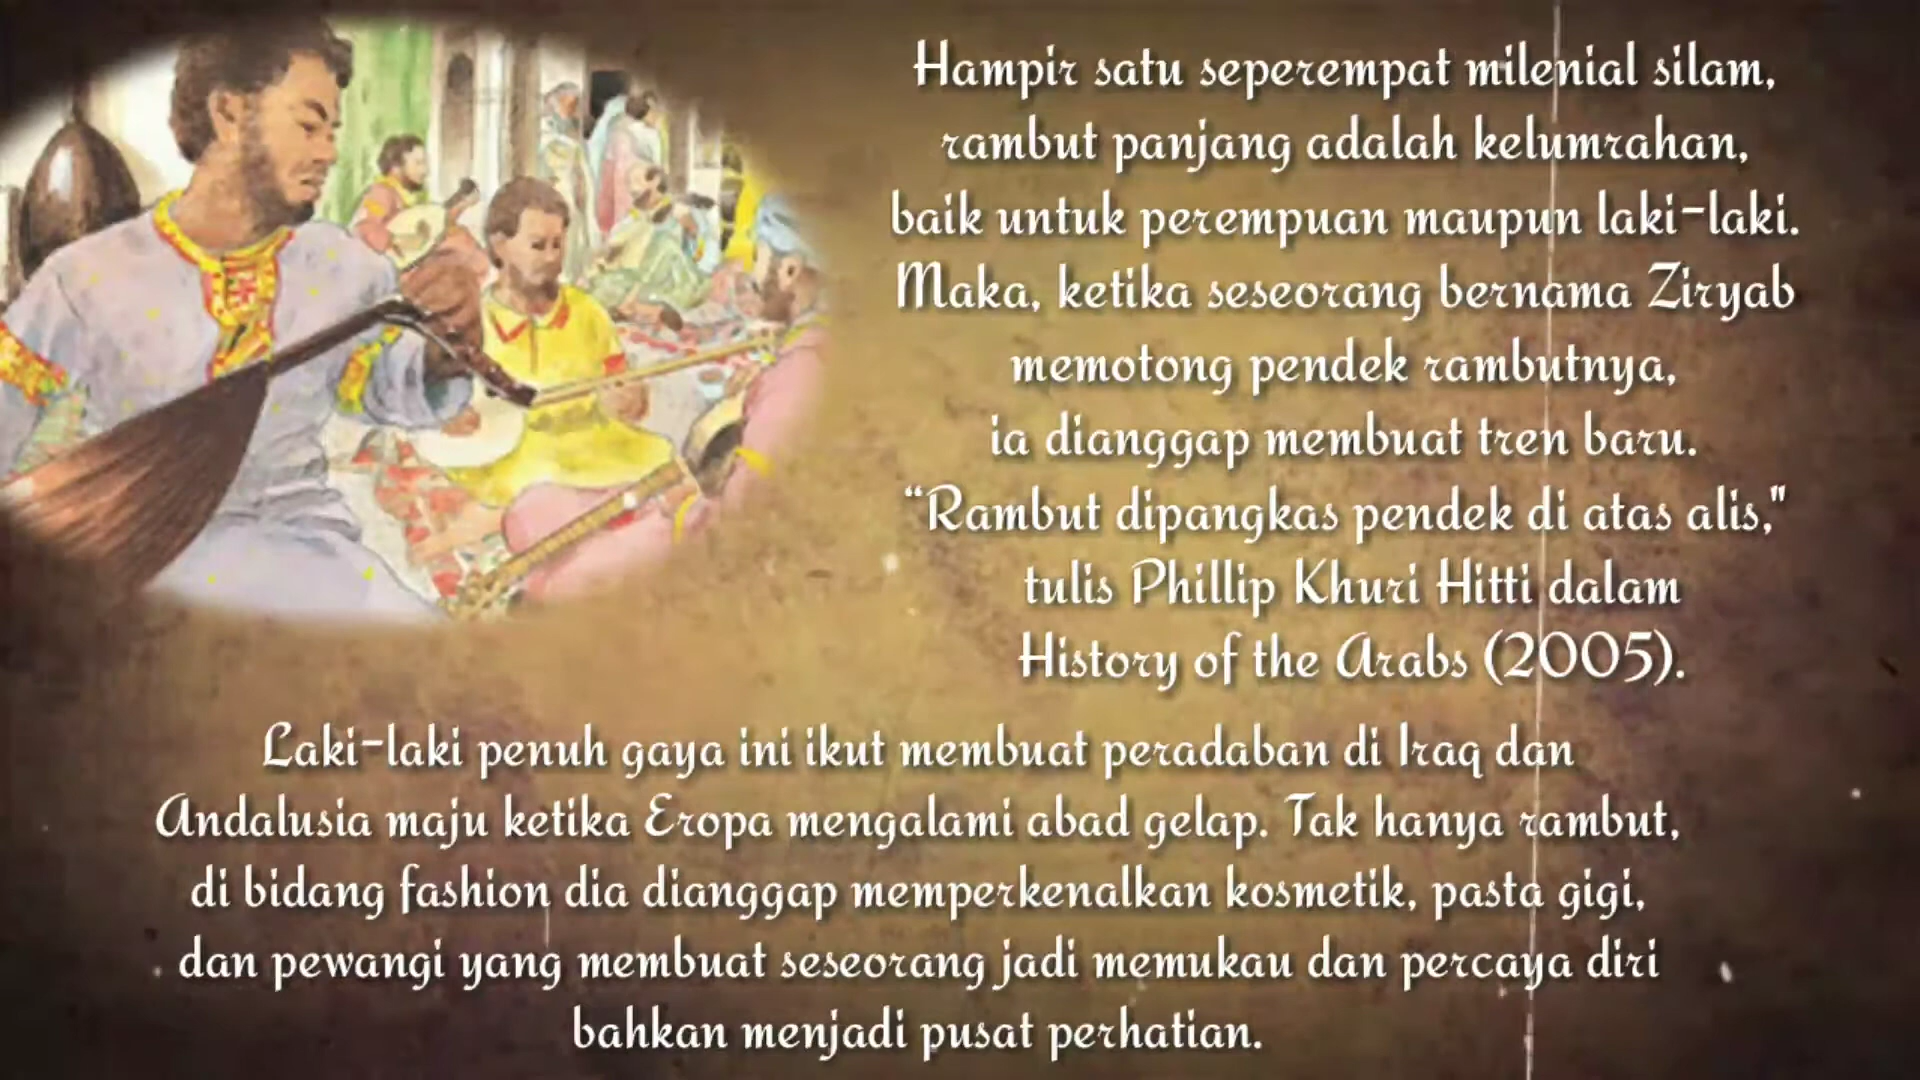 Hampir satu seperempat milenial silam,
rambut panjang adalah kelumrahan,
baik untuk perempuan maupun laki-laki.
Maka, ketika seseorang bernama Ziryab
memotong pendek rambutnya,
ia dianggap membuat tren baru.
“Rambut dipangkas pendek di atas alis,"
tulis Phillip Khuri Hitti dalam
History of the Arabs (2005).
Laki-laki penuh gaya ini ikut membuat peradaban di Iraq dan
Andalusia maju ketika Eropa mengalami abad gelap. Tak hanya rambut,
di bidang fashion dia dianggap memperkenalkan kosmetik, pasta gigi,
dan pewangi yang membuat seseorang jadi memukau dan percaya diri
bahkan menjadi pusat perhatian.